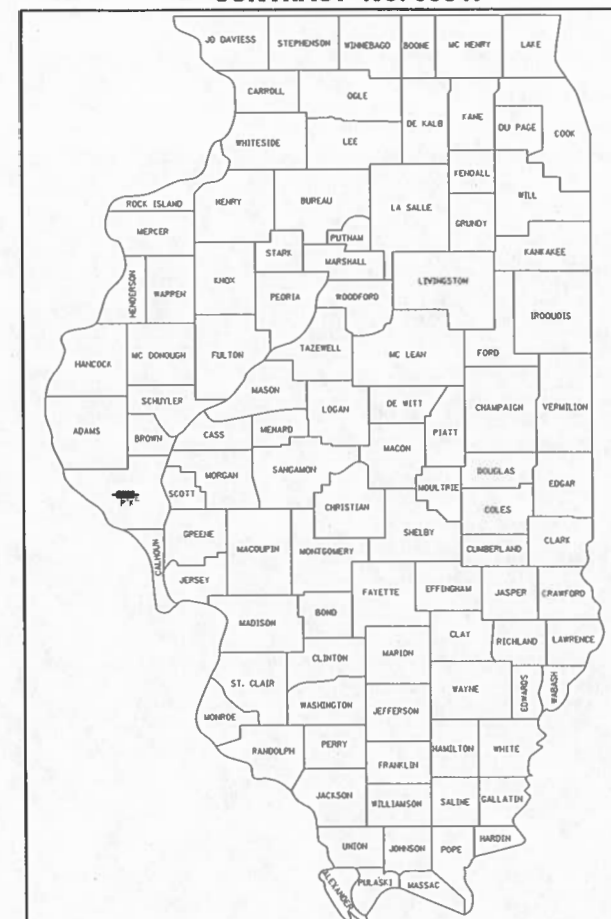 JO DAVIESS STEPHENSON WINNEBAGO BOONE MC HENRY LAKE
CARROLL OGLE DE KALB KANE DU PAGE COOK
WHITESIDE LEE
KENDALL WILL
ROCK ISLAND HENRY BUREAU LA SALLE GRUNDY
MERCER PUTNAM
STARK MARSHALL KANKAKEE
HENDERSON WARREN KNOX LIVINGSTON
PEORIA WOODFORD IROQUOIS
HANCOCK MC DONOUGH FULTON TAZEWELL MC LEAN FORD
MASON
SCHUYLER LOGAN DE WITT CHAMPAIGN VERMILION
ADAMS BROWN CASS MENARD MACON PIATT
MORGAN SANGAMON DOUGLAS EDGAR
SCOTT MOULTRIE
CHRISTIAN COLES
CALHOUN GREENE MACOUPIN MONTGOMERY SHELBY CUMBERLAND CLARK
JERSEY FAYETTE EFFINGHAM JASPER CRAWFORD
MADISON BOND
CLAY RICHLAND LAWRENCE
CLINTON MARION
ST. CLAIR WAYNE EDWARDS WABASH
WASHINGTON JEFFERSON
MONROE
RANDOLPH PERRY HAMILTON WHITE
FRANKLIN
JACKSON WILLIAMSON SALINE GALLATIN
UNION JOHNSON POPE HARDIN
ALEXANDER PULASKI MASSAC